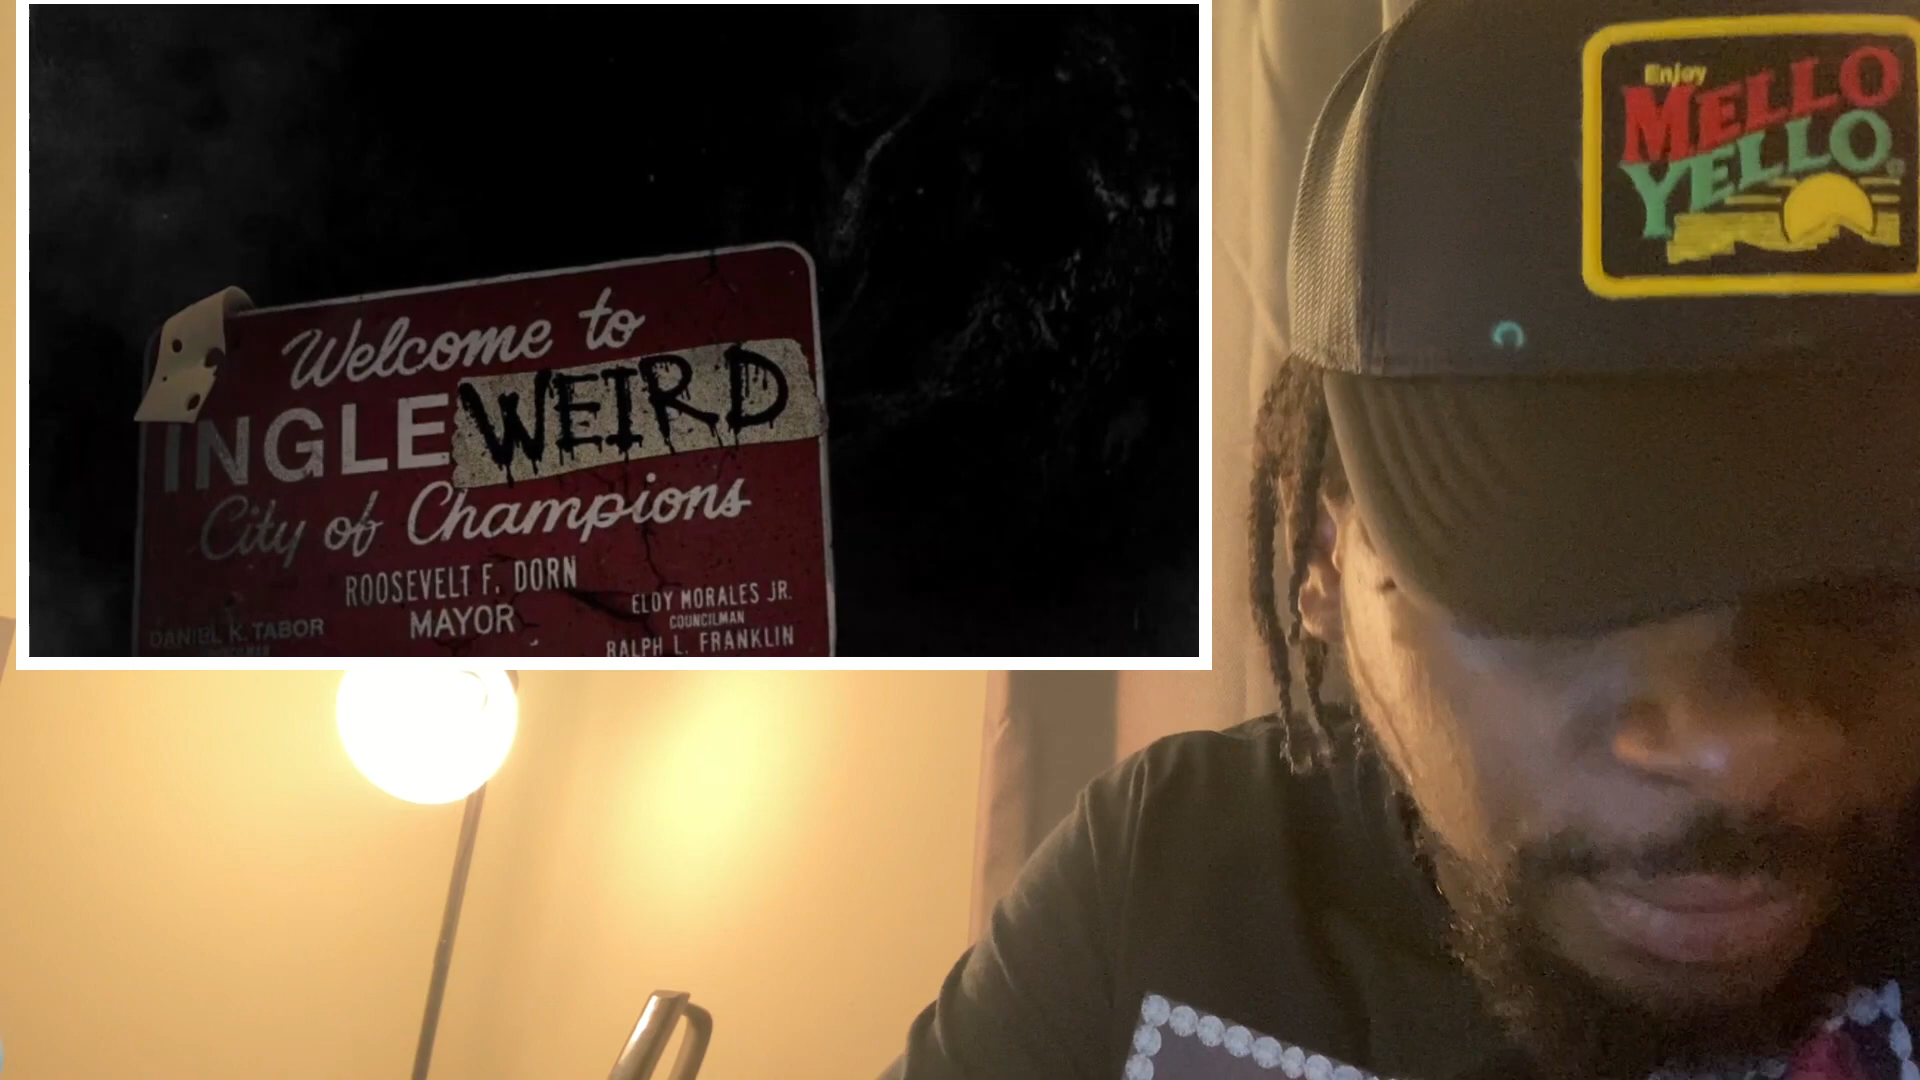 Welcome to
INGLEWEIRD
City of Champions
ROOSEVELT F. DORN
MAYOR
DANIEL K. TABOR
ELOY MORALES JR.
COUNCILMAN
RALPH L. FRANKLIN
Enjoy
MELLO
YELLO